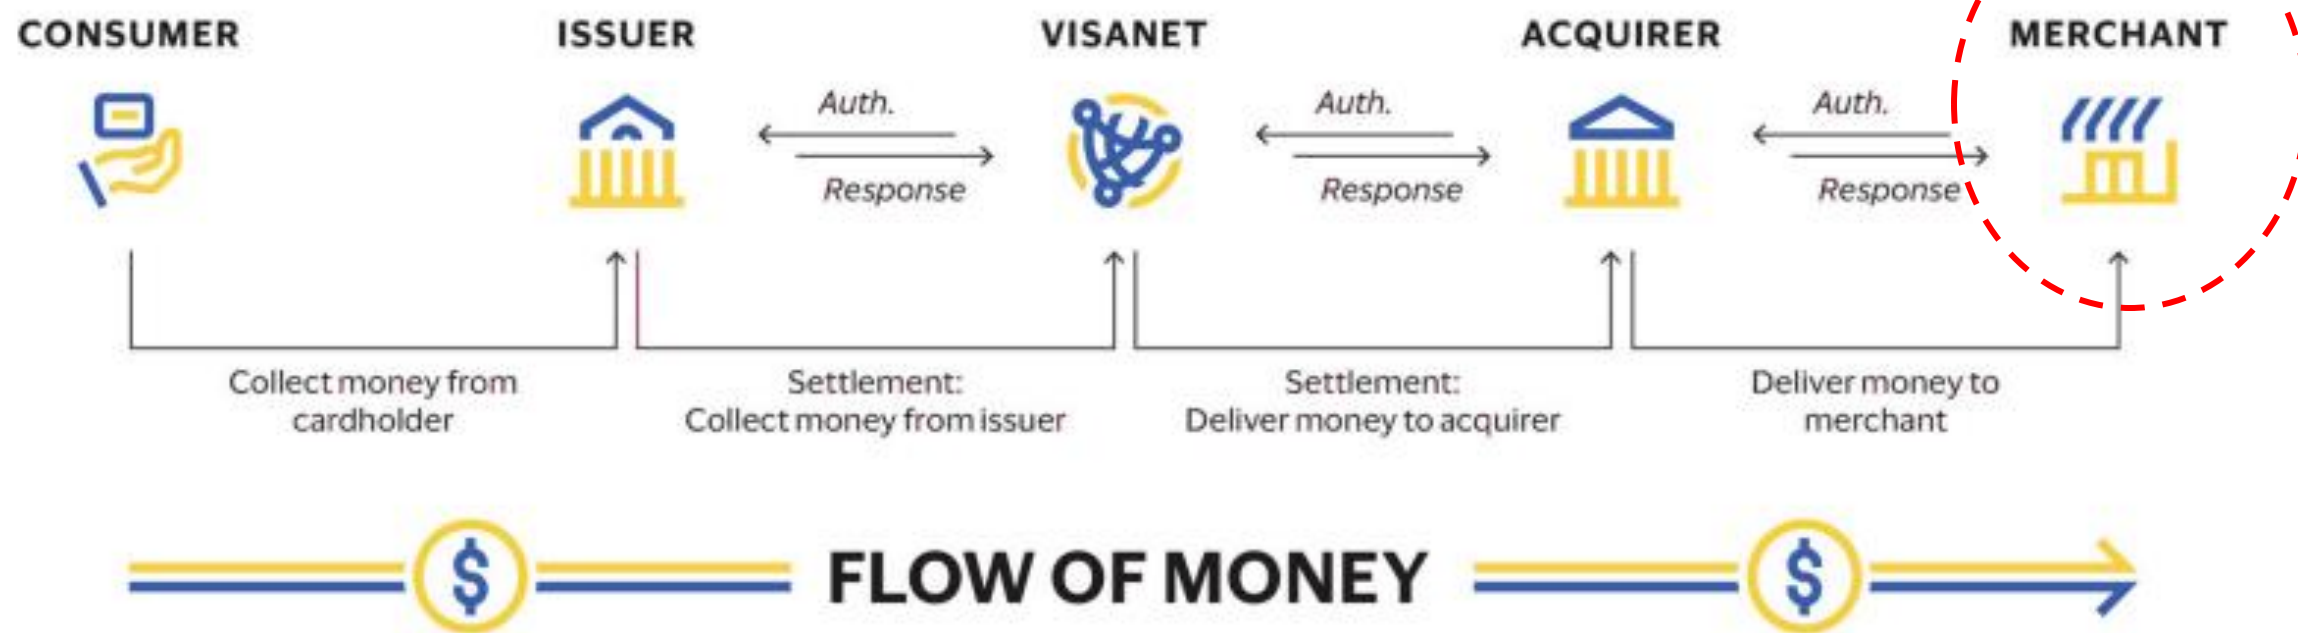 CONSUMER
ISSUER
VISANET
ACQUIRER
MERCHANT
Auth.
Response
Auth.
Response
Auth.
Response
Collect money from
cardholder
Settlement:
Collect money from issuer
Settlement:
Deliver money to acquirer
Deliver money to
merchant
$
FLOW OF MONEY
$